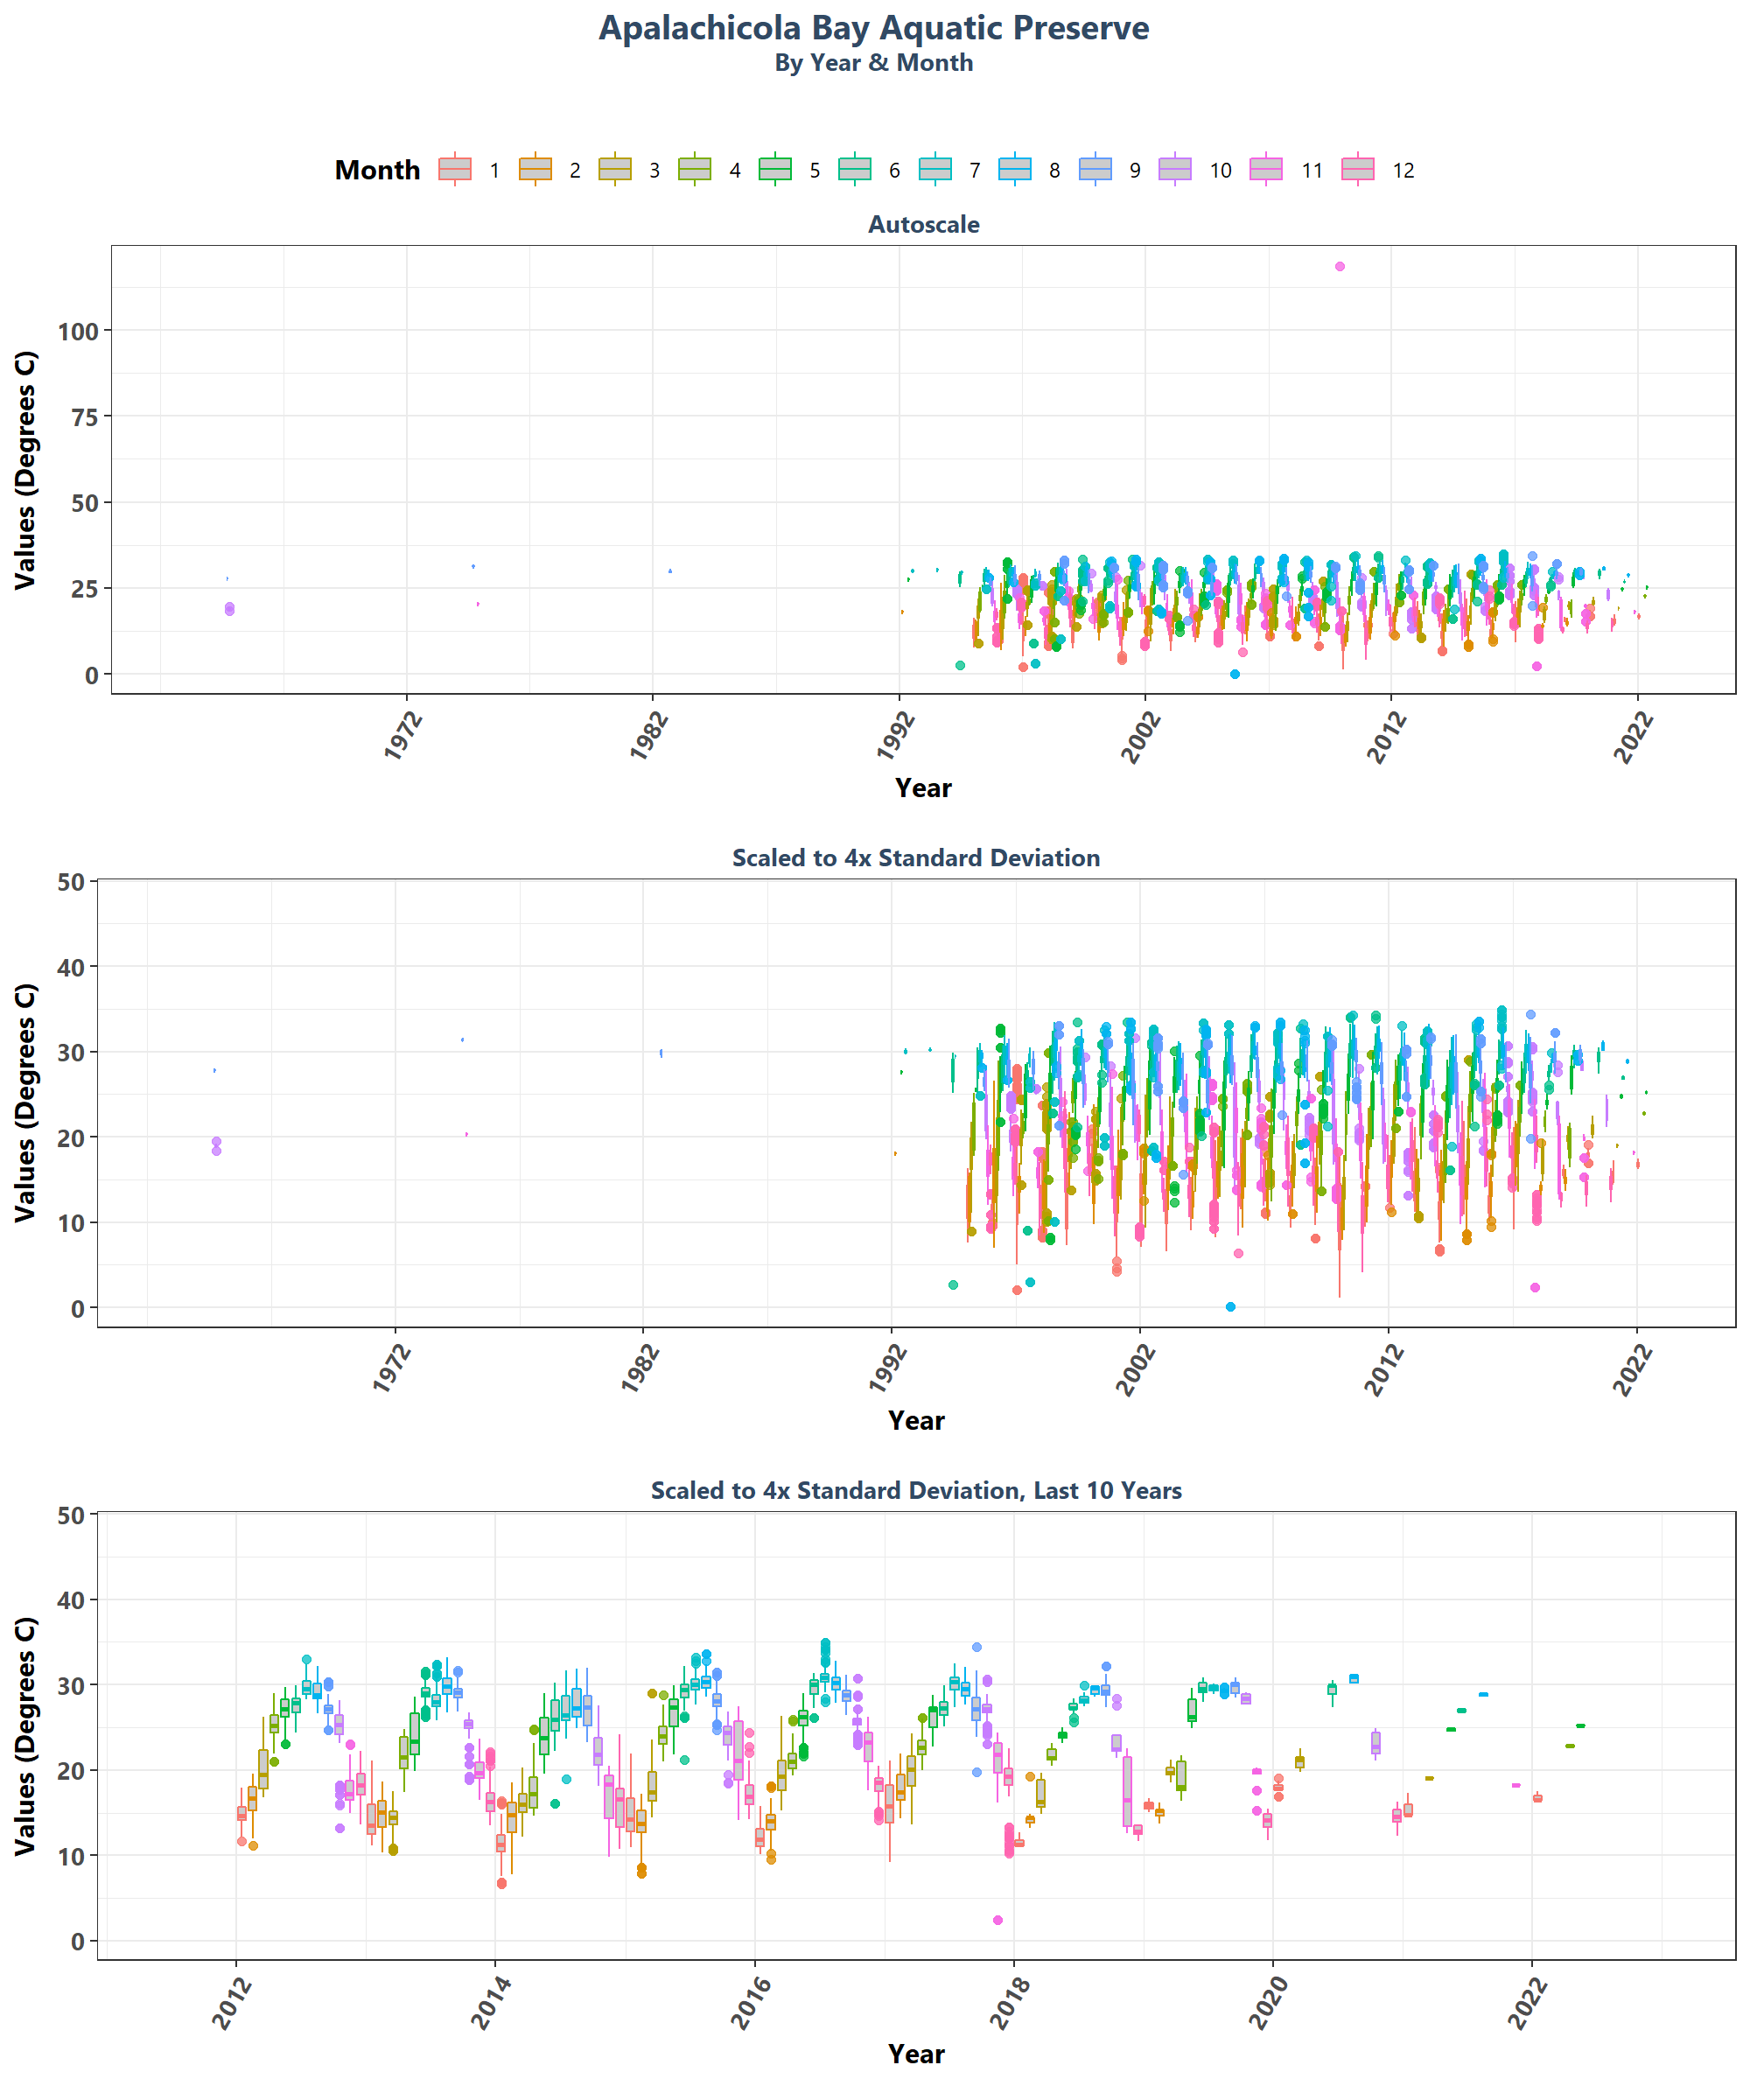 Apalachicola Bay Aquatic Preserve
By Year & Month
Month 1 2 3 4 5 6 7 8 9 10 11 12
Autoscale
Values (Degrees C)
100
75
50
25
0
1972 1982 1992 2002 2012 2022
Year
Scaled to 4x Standard Deviation
Values (Degrees C)
50
40
30
20
10
0
1972 1982 1992 2002 2012 2022
Year
Scaled to 4x Standard Deviation, Last 10 Years
Values (Degrees C)
50
40
30
20
10
0
2012 2014 2016 2018 2020 2022
Year